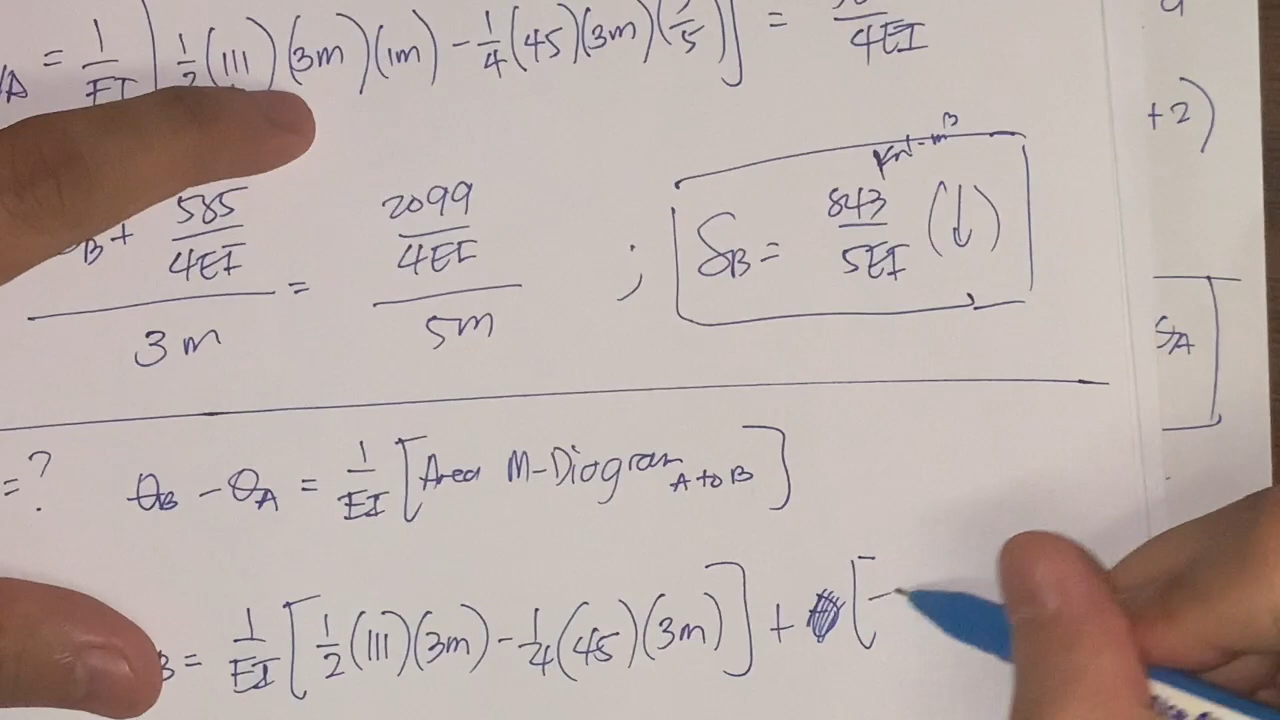 /A = 1/EI [1/2(111)(3m)(1m) - 1/4(45)(3m)(3/5)] = /4EI
+2)
B + 585/4EI / 3m = 2099/4EI / 5m ; δB = 843/5EI (↓) kN-m³
δA
= ? θB - θA = 1/EI [Area M-Diagram A to B]
B = 1/EI [1/2(111)(3m) - 1/4(45)(3m)] + [-